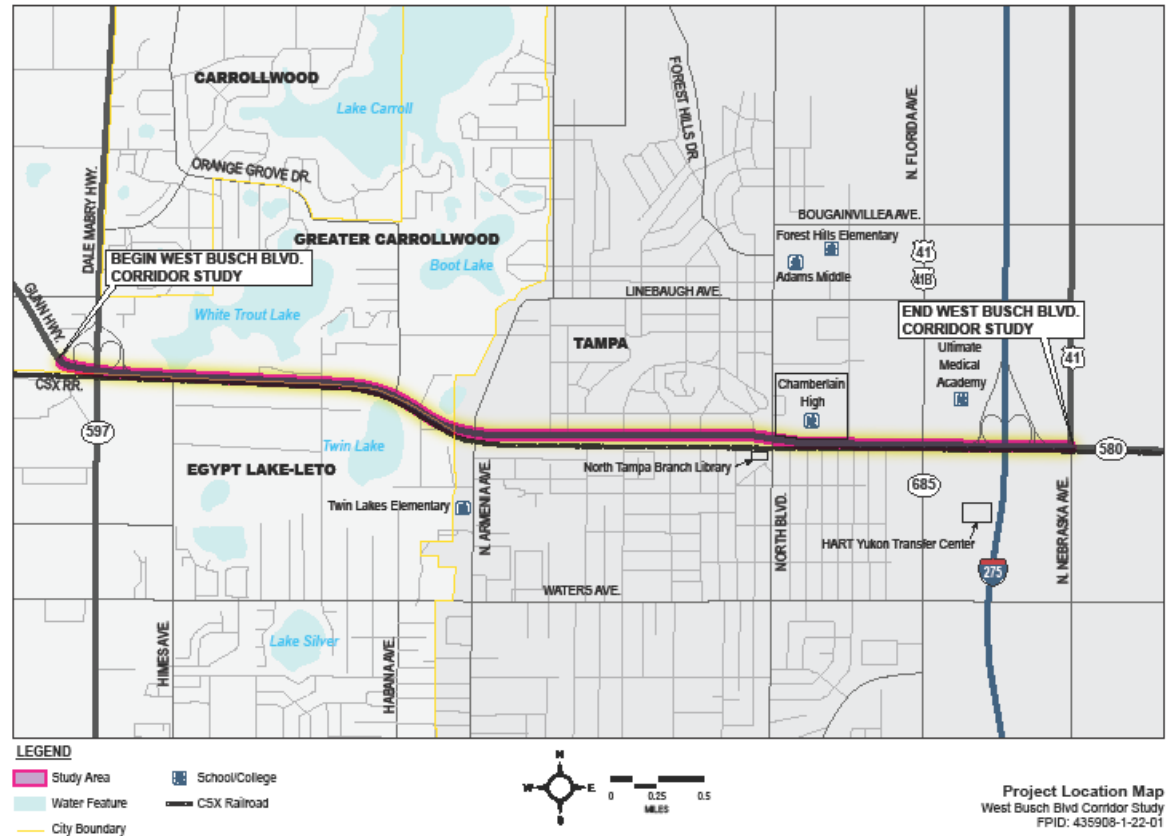 CARROLLWOOD
Lake Carroll
FOREST HILLS DR.
N. FLORIDA AVE.
DALE MABRY HWY.
ORANGE GROVE DR.
BOUGAINVILLEA AVE.
GREATER CARROLLWOOD
Forest Hills Elementary
BEGIN WEST BUSCH BLVD.
CORRIDOR STUDY
Boot Lake
41
Adams Middle
41B
GUNN HWY.
LINEBAUGH AVE.
White Trout Lake
END WEST BUSCH BLVD.
CORRIDOR STUDY
TAMPA
Ultimate
Medical
Academy
41
CSX RR.
Chamberlain
High
597
Twin Lake
580
EGYPT LAKE-LETO
North Tampa Branch Library
685
Twin Lakes Elementary
N. ARMENIA AVE.
NORTH BLVD.
HART Yukon Transfer Center
N. NEBRASKA AVE.
275
WATERS AVE.
HIMES AVE.
Lake Silver
HABANA AVE.
LEGEND
Study Area
School/College
Water Feature
CSX Railroad
City Boundary
N
W
E
S
0
0.25
0.5
MILES
Project Location Map
West Busch Blvd Corridor Study
FPID: 435908-1-22-01